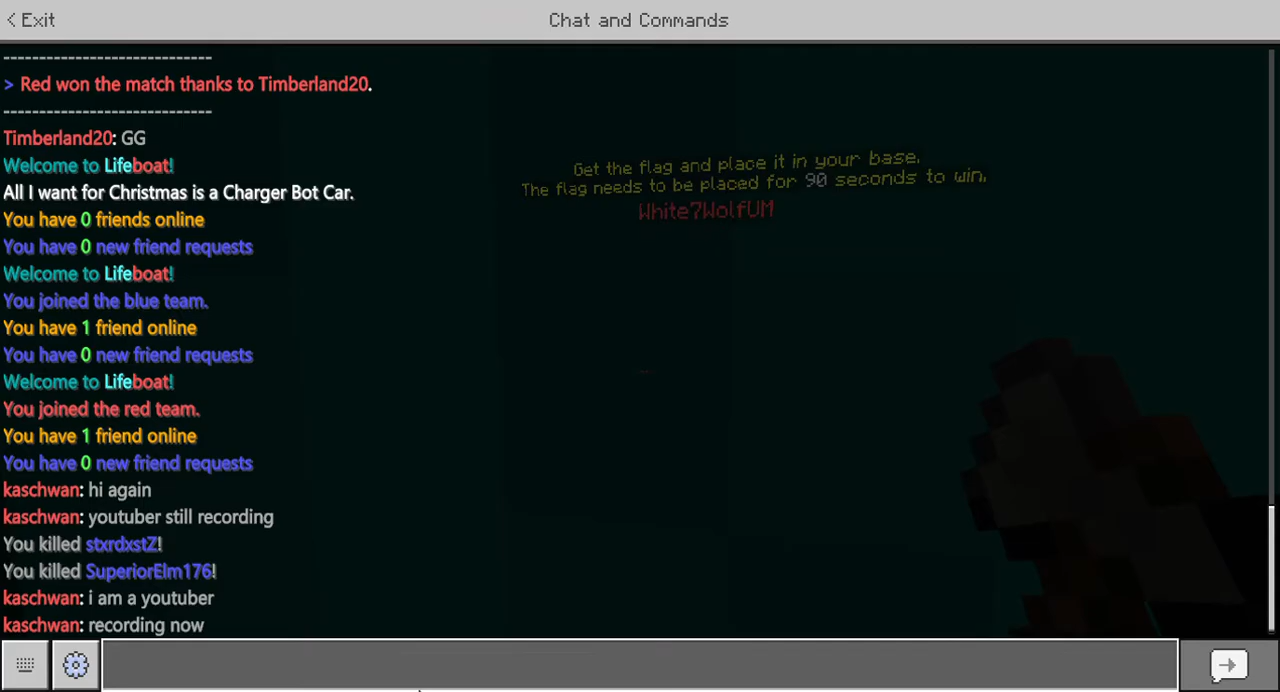 < Exit
Chat and Commands
----------------------------
> Red won the match thanks to Timberland20.
----------------------------
Timberland20: GG
Welcome to Lifeboat!
All I want for Christmas is a Charger Bot Car.
You have 0 friends online
You have 0 new friend requests
Welcome to Lifeboat!
You joined the blue team.
You have 1 friend online
You have 0 new friend requests
Welcome to Lifeboat!
You joined the red team.
You have 1 friend online
You have 0 new friend requests
kaschwan: hi again
kaschwan: youtuber still recording
You killed stxrdxstZ!
You killed SuperiorElm176!
kaschwan: i am a youtuber
kaschwan: recording now
Get the flag and place it in your base.
The flag needs to be placed for 90 seconds to win.
White7WolfUM